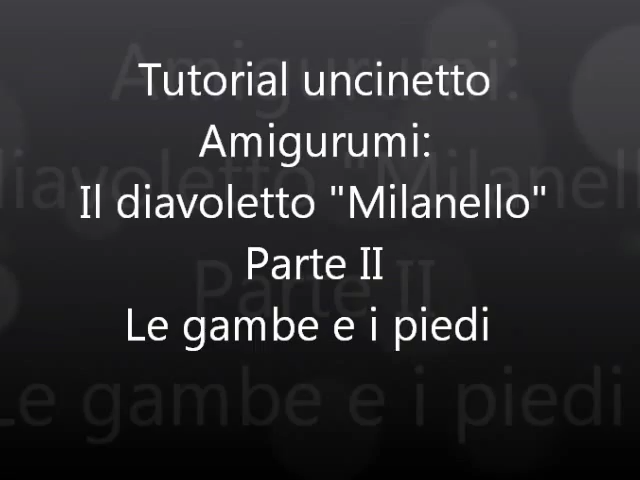 Tutorial uncinetto
Amigurumi:
Il diavoletto "Milanello"
Parte II
Le gambe e i piedi